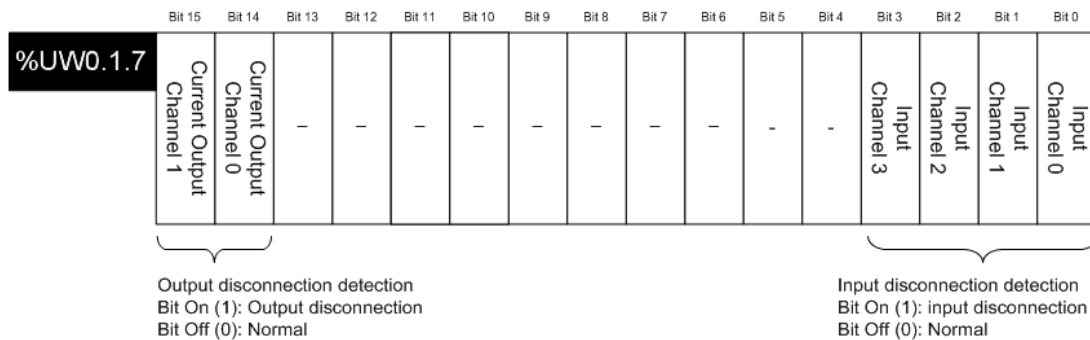 Bit 15 Bit 14 Bit 13 Bit 12 Bit 11 Bit 10 Bit 9 Bit 8 Bit 7 Bit 6 Bit 5 Bit 4 Bit 3 Bit 2 Bit 1 Bit 0
%UW0.1.7
Current Output
Channel 1
Current Output
Channel 0
– – – – – – – – - -
Input
Channel 3
Input
Channel 2
Input
Channel 1
Input
Channel 0
Output disconnection detection
Bit On (1): Output disconnection
Bit Off (0): Normal
Input disconnection detection
Bit On (1): input disconnection
Bit Off (0): Normal